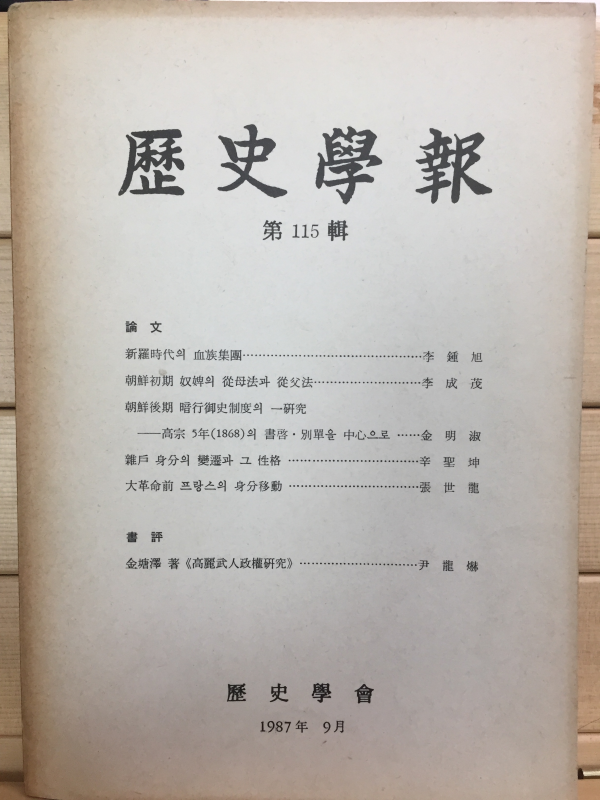 歷史學報
第 115 輯
論 文
新羅時代의 血族集團……………………………………李 鍾 旭
朝鮮初期 奴婢의 從母法과 從父法……………………李 成 茂
朝鮮後期 暗行御史制度의 一硏究
——高宗 5年(1868)의 書啓·別單을 中心으로 ……金 明 淑
雜戶 身分의 變遷과 그 性格 …………………………辛 聖 坤
大革命前 프랑스의 身分移動 …………………………張 世 龍
書 評
金塘澤 著《高麗武人政權硏究》…………………………尹 龍 爀
歷 史 學 會
1987年 9月